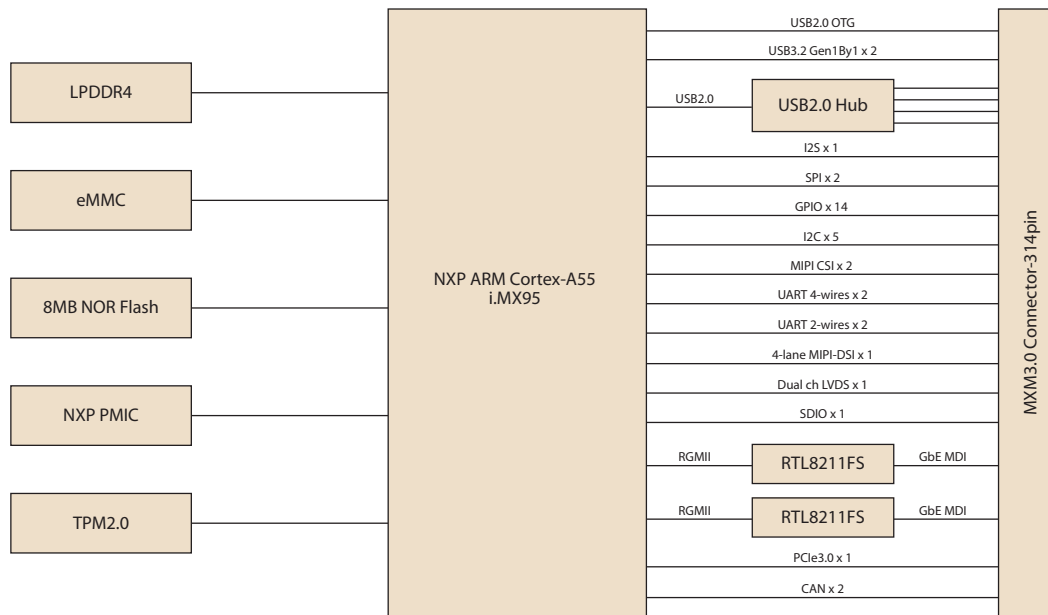 LPDDR4
eMMC
8MB NOR Flash
NXP PMIC
TPM2.0
NXP ARM Cortex-A55
i.MX95
USB2.0 OTG
USB3.2 Gen1By1 x 2
USB2.0
USB2.0 Hub
I2S x 1
SPI x 2
GPIO x 14
I2C x 5
MIPI CSI x 2
UART 4-wires x 2
UART 2-wires x 2
4-lane MIPI-DSI x 1
Dual ch LVDS x 1
SDIO x 1
RGMII
RTL8211FS
GbE MDI
RGMII
RTL8211FS
GbE MDI
PCIe3.0 x 1
CAN x 2
MXM3.0 Connector-314pin